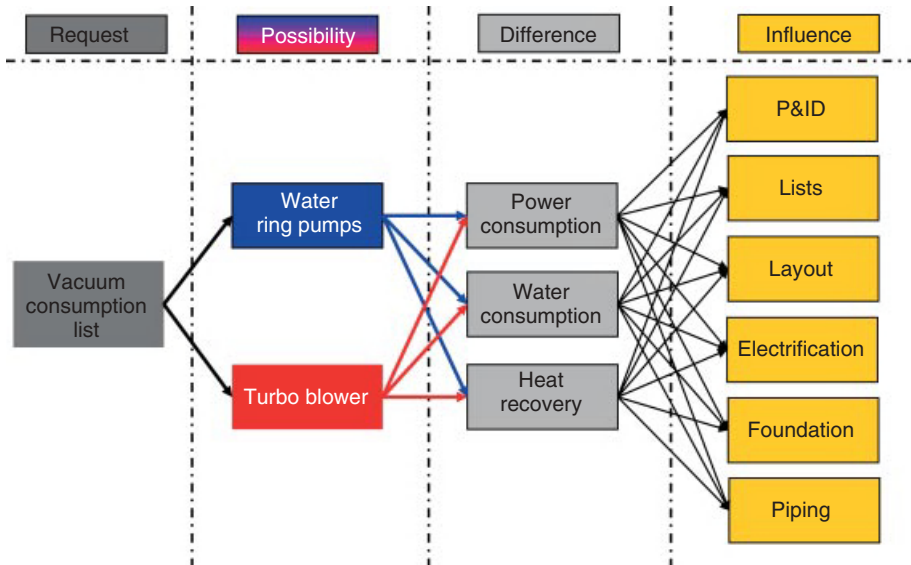 Request
Possibility
Difference
Influence
Vacuum
consumption
list
Water
ring pumps
Turbo blower
Power
consumption
Water
consumption
Heat
recovery
P&ID
Lists
Layout
Electrification
Foundation
Piping